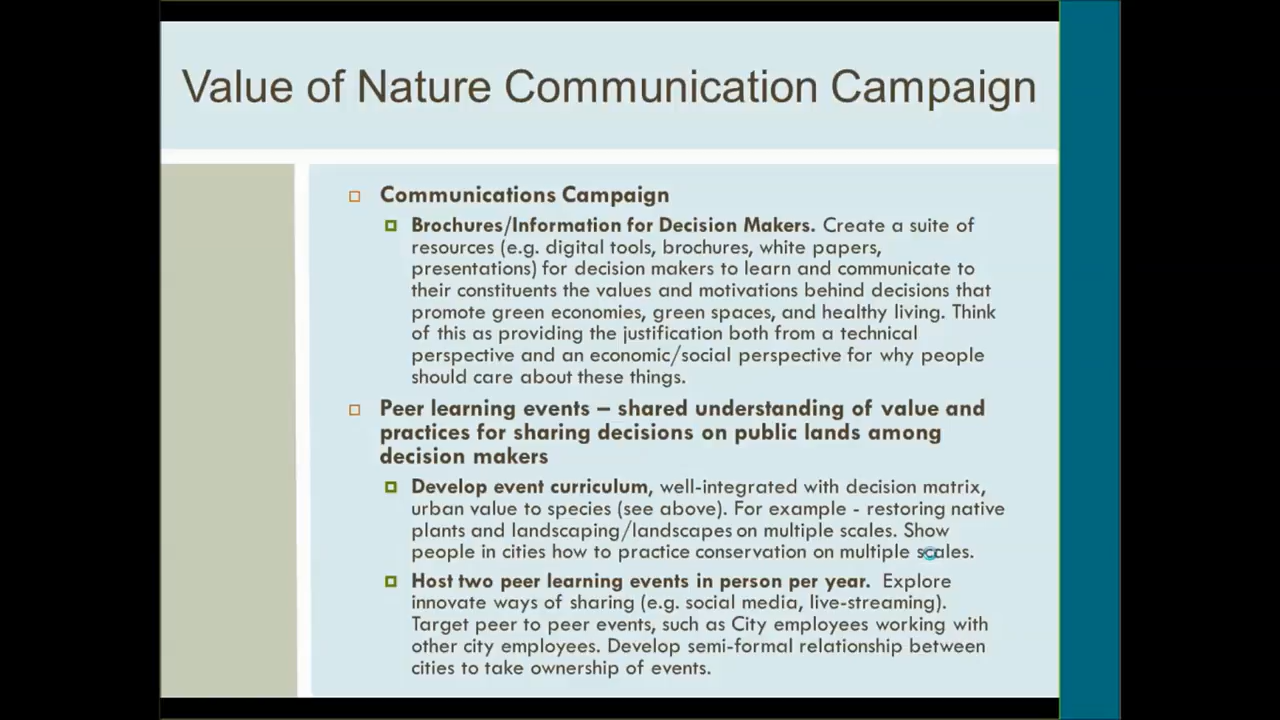 Value of Nature Communication Campaign
Communications Campaign
Brochures/Information for Decision Makers. Create a suite of
resources (e.g. digital tools, brochures, white papers,
presentations) for decision makers to learn and communicate to
their constituents the values and motivations behind decisions that
promote green economies, green spaces, and healthy living. Think
of this as providing the justification both from a technical
perspective and an economic/social perspective for why people
should care about these things.
Peer learning events – shared understanding of value and
practices for sharing decisions on public lands among
decision makers
Develop event curriculum, well-integrated with decision matrix,
urban value to species (see above). For example - restoring native
plants and landscaping/landscapes on multiple scales. Show
people in cities how to practice conservation on multiple scales.
Host two peer learning events in person per year. Explore
innovate ways of sharing (e.g. social media, live-streaming).
Target peer to peer events, such as City employees working with
other city employees. Develop semi-formal relationship between
cities to take ownership of events.